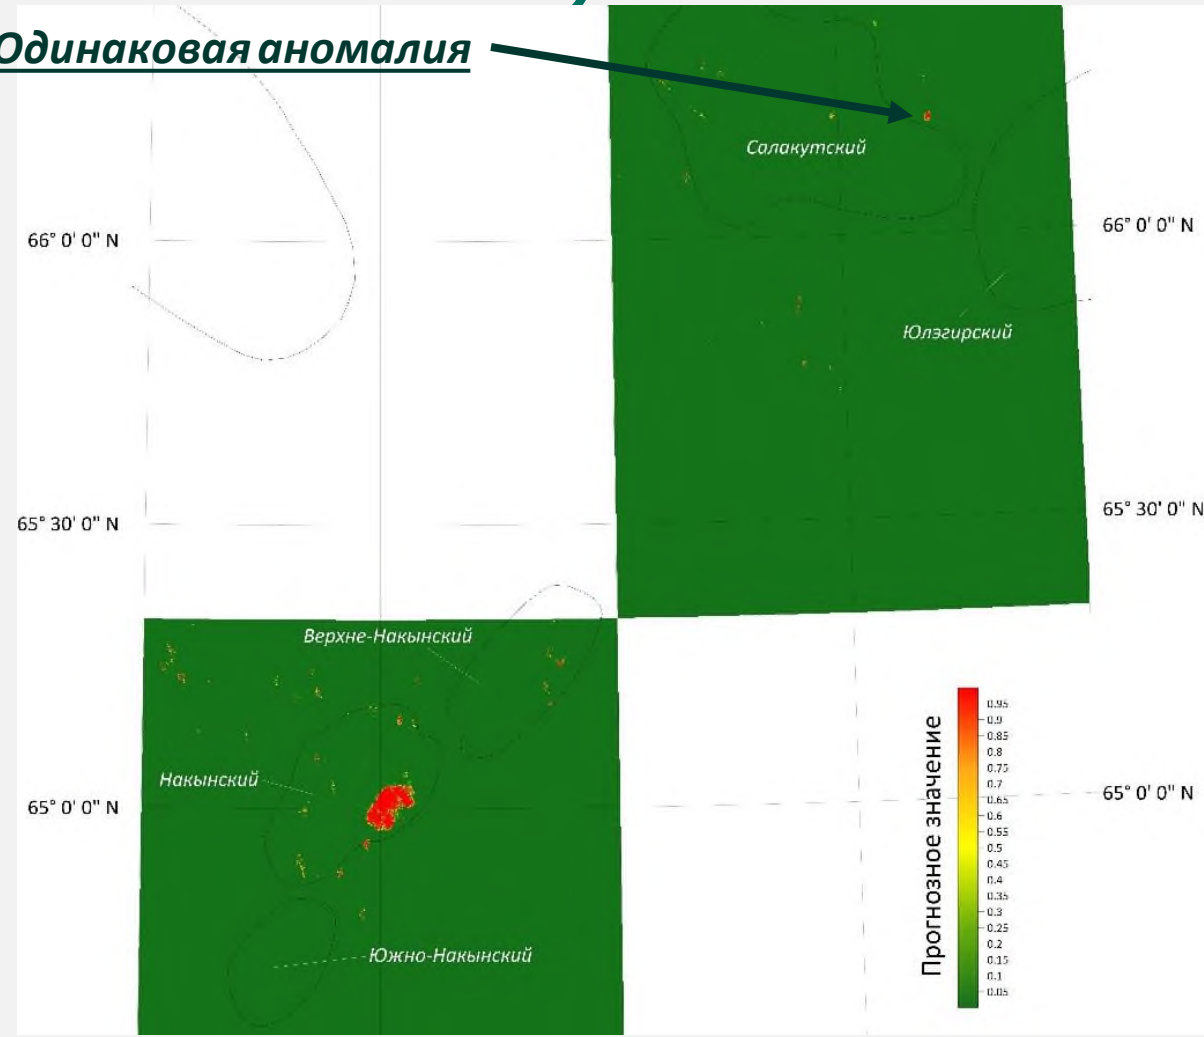 Одинаковая аномалия
Салакутский
66° 0' 0" N
66° 0' 0" N
Юлэгирский
65° 30' 0" N
65° 30' 0" N
Верхне-Накынский
Накынский
65° 0' 0" N
65° 0' 0" N
Южно-Накынский
Прогнозное значение
0.95
0.9
0.85
0.8
0.75
0.7
0.65
0.6
0.55
0.5
0.45
0.4
0.35
0.3
0.25
0.2
0.15
0.1
0.05